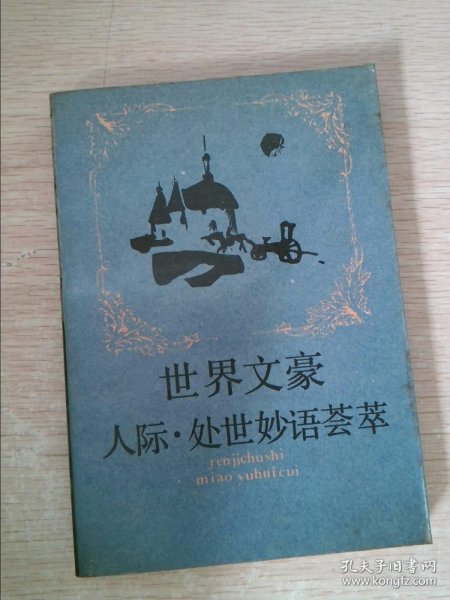 世界文豪
人际·处世妙语荟萃
renjichushi
miao yuhuicui
孔夫子旧书网
www.kongfz.com